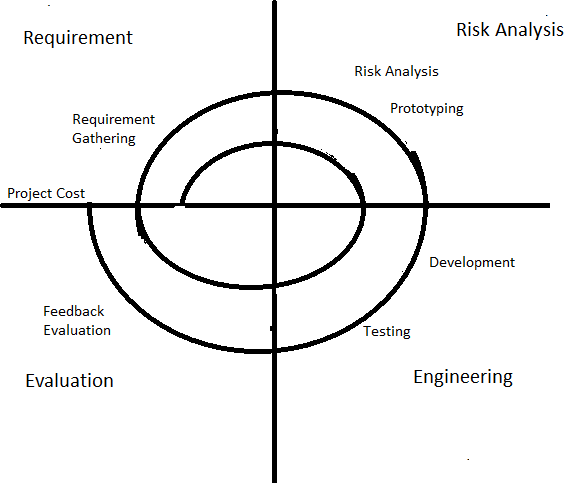 Requirement
Risk Analysis
Risk Analysis
Prototyping
Requirement
Gathering
Project Cost
Development
Feedback
Evaluation
Testing
Evaluation
Engineering